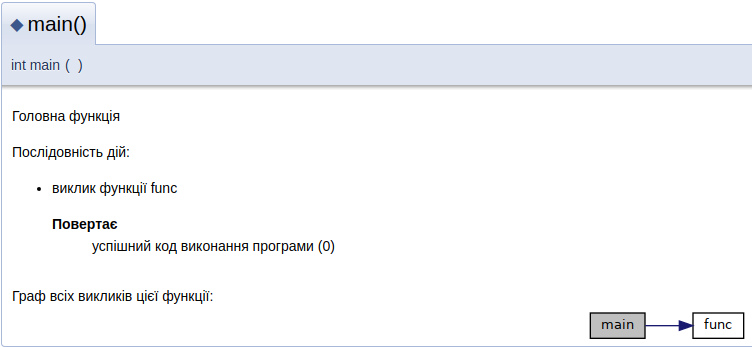 ◆ main()
int main ( )
Головна функція
Послідовність дій:
• виклик функції func
Повертає
успішний код виконання програми (0)
Граф всіх викликів цієї функції:
main func